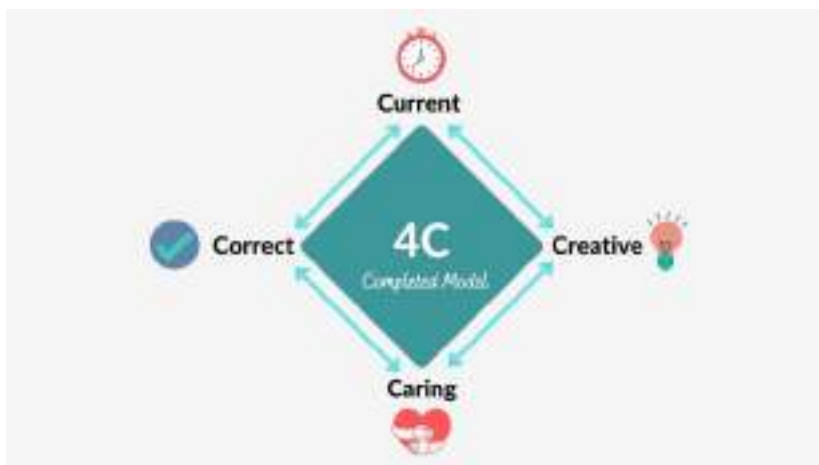 Current
Correct
4C
Creative
Completed Model
Caring